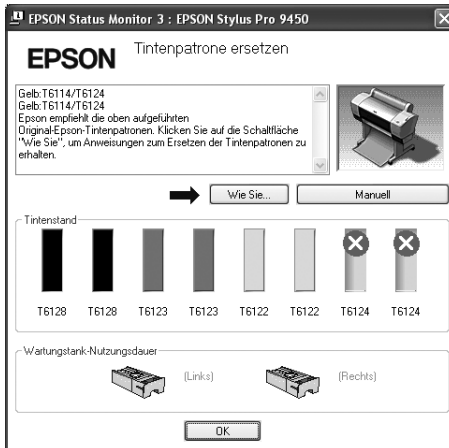 EPSON Status Monitor 3 : EPSON Stylus Pro 9450
EPSON
Tintenpatrone ersetzen
Gelb:T6114/T6124
Gelb:T6114/T6124
Epson empfiehlt die oben aufgeführten
Original-Epson-Tintenpatronen. Klicken Sie auf die Schaltfläche
"Wie Sie", um Anweisungen zum Ersetzen der Tintenpatronen zu
erhalten.
Wie Sie... Manuell
Tintenstand
T6128 T6128 T6123 T6123 T6122 T6122 T6124 T6124
Wartungstank-Nutzungsdauer
(Links) (Rechts)
OK